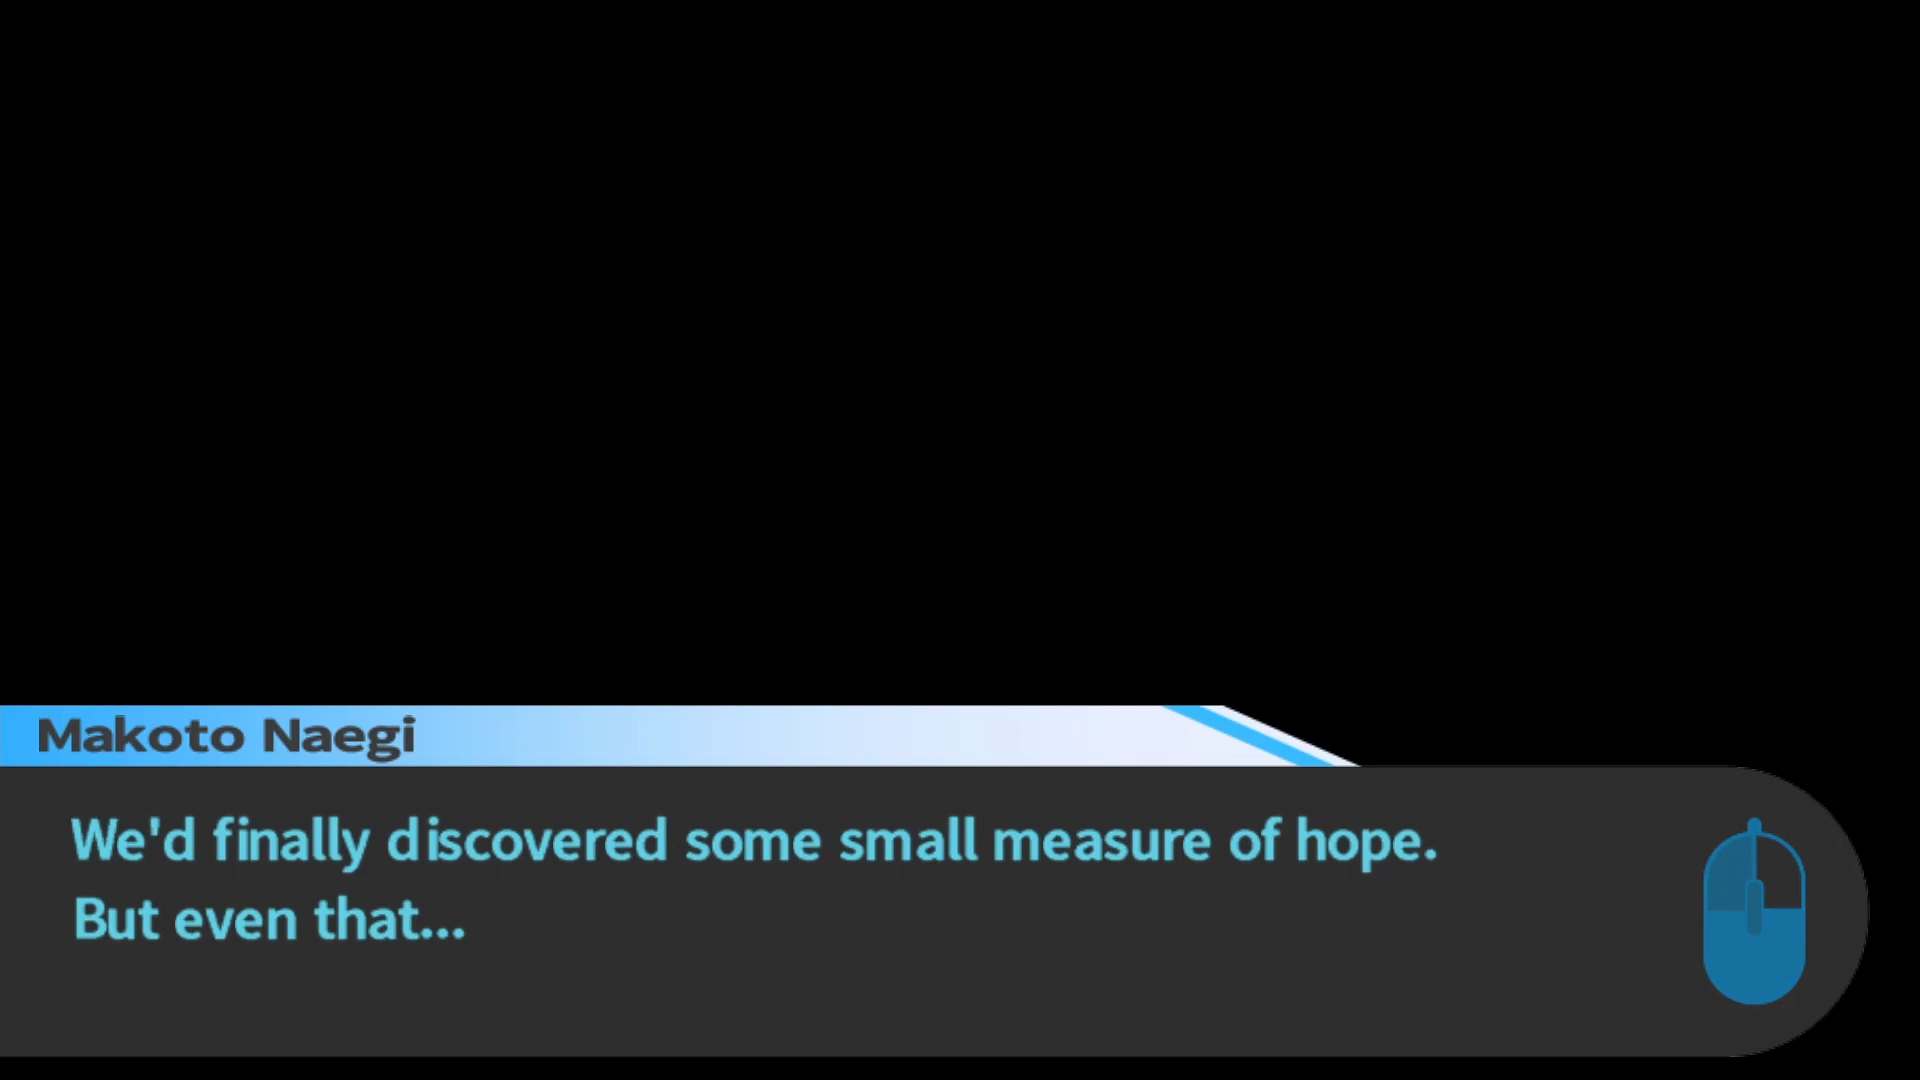 Makoto Naegi
We'd finally discovered some small measure of hope.
But even that...